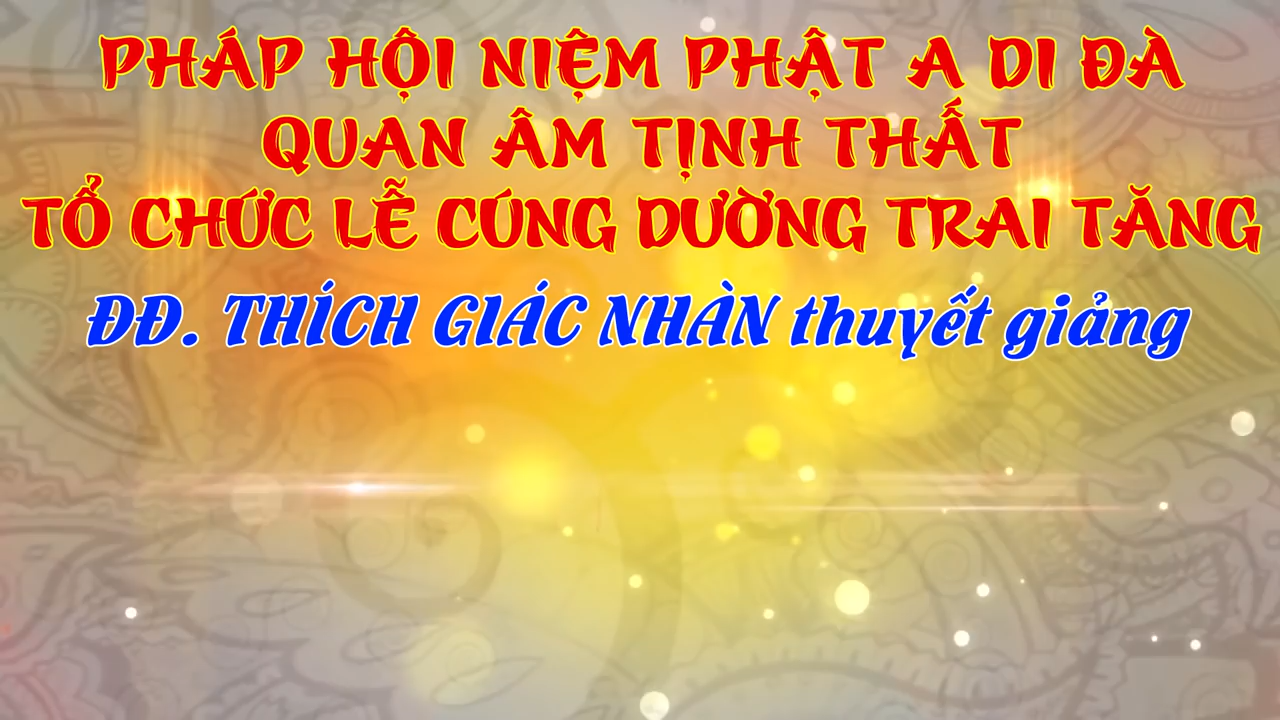 PHÁP HỘI NIỆM PHẬT A DI ĐÀ
QUAN ÂM TỊNH THẤT
TỔ CHỨC LỄ CÚNG DƯỜNG TRAI TĂNG
ĐĐ. THÍCH GIÁC NHÀN thuyết giảng